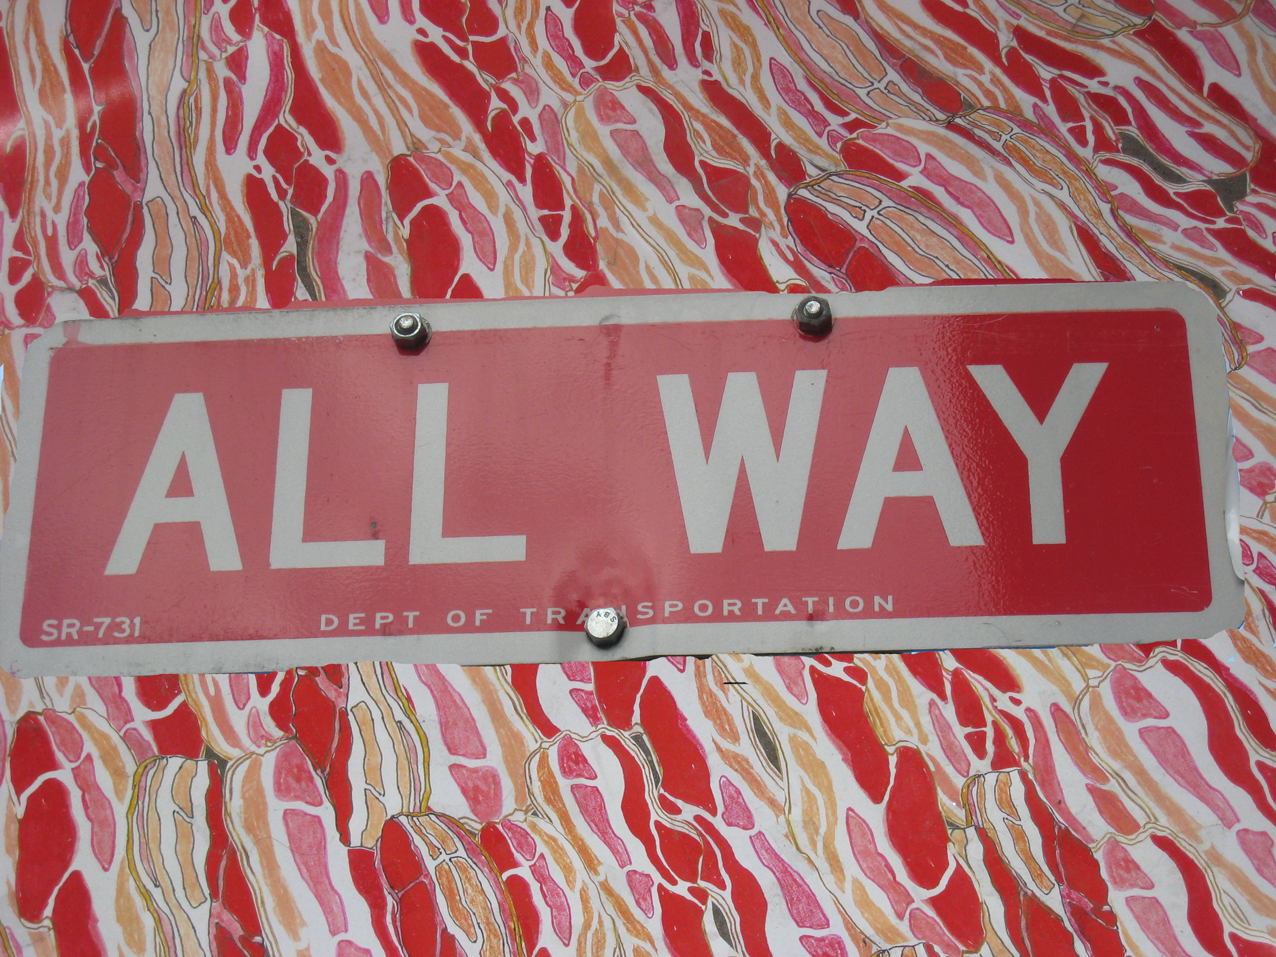 ALL WAY
SR-731 DEPT OF TRANSPORTATION